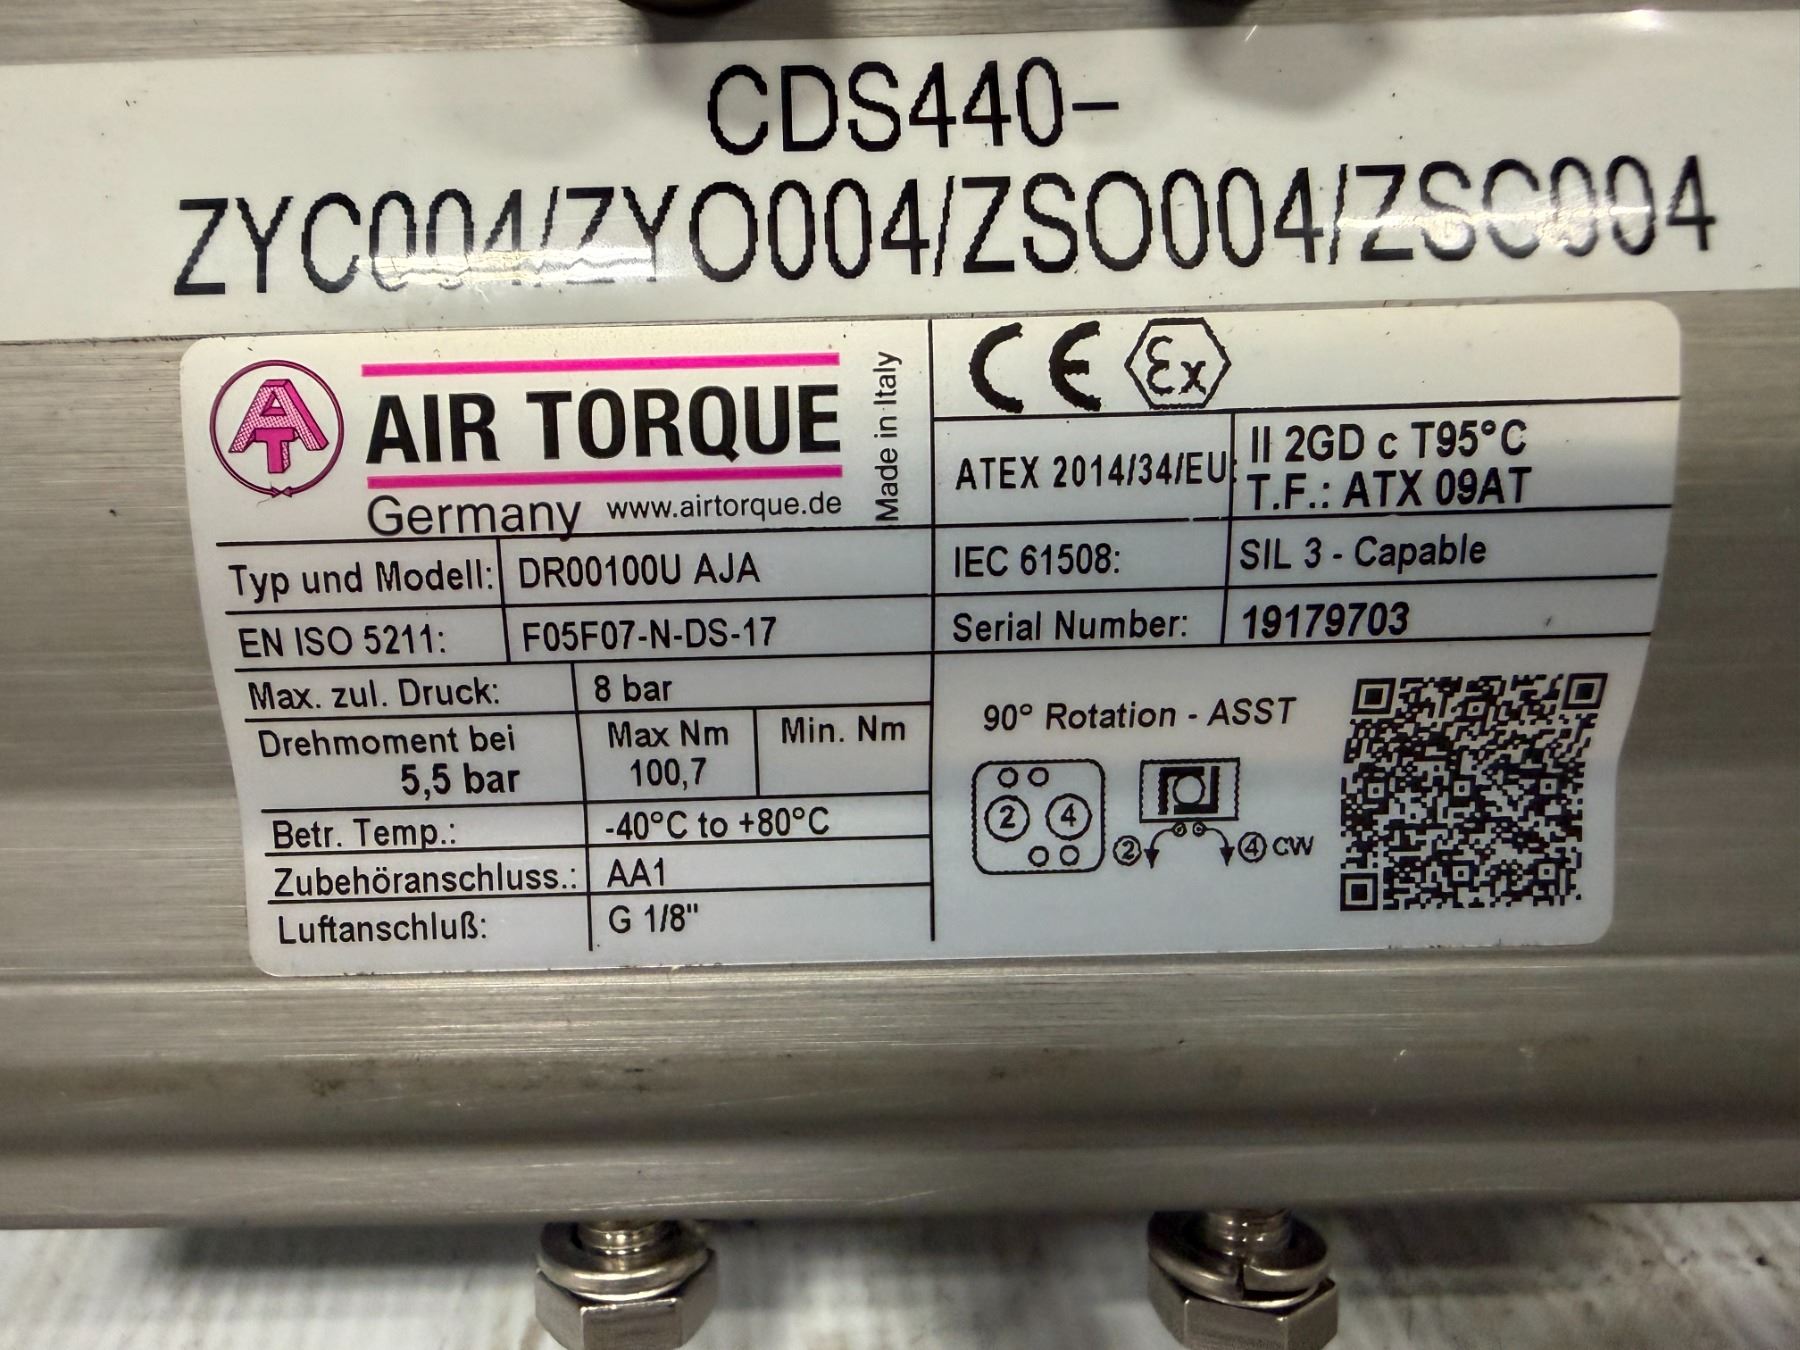 CDS440-
ZYC004/ZYO004/ZSO004/ZSC004
AT
AIR TORQUE
Germany www.airtorque.de
Made in Italy
CE Ex
ATEX 2014/34/EU:
II 2GD c T95°C
T.F.: ATX 09AT
Typ und Modell: DR00100U AJA
IEC 61508: SIL 3 - Capable
EN ISO 5211: F05F07-N-DS-17
Serial Number: 19179703
Max. zul. Druck: 8 bar
Drehmoment bei 5,5 bar
Max Nm 100,7
Min. Nm
Betr. Temp.: -40°C to +80°C
Zubehöranschluss.: AA1
Luftanschluß: G 1/8"
90° Rotation - ASST
2 4
2 4 CW